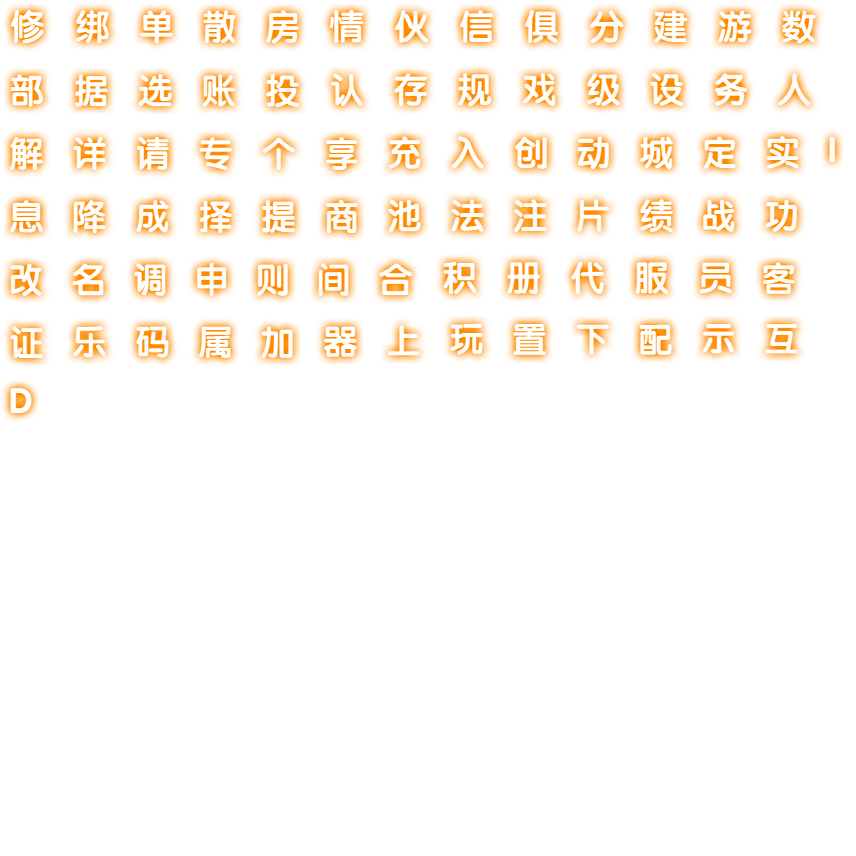 修绑单散房情伙信俱分建游数
部据选账投认存规戏级设务人
解详请专个享充入创动城定实I
息降成择提商池法注片绩战功
改名调申则间合积册代服员客
证乐码属加器上玩置下配示互
D